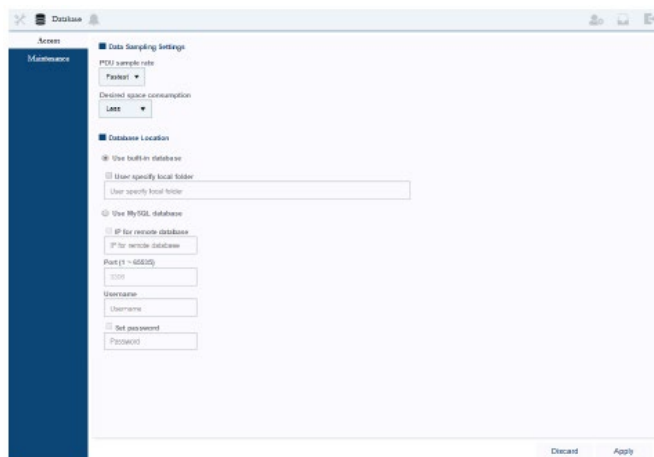 Database
Access
Maintenance
Data Sampling Settings
PDU sample rate
Fastest
Desired space consumption
Less
Database Location
Use built-in database
User specify local folder
User specify local folder
Use MySQL database
IP for remote database
IP for remote database
Port (1 ~ 65535)
3306
Username
Username
Set password
Password
Discard
Apply